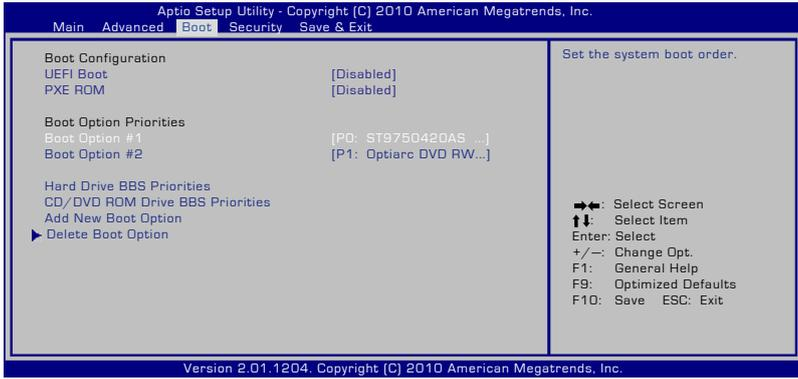 Aptio Setup Utility - Copyright (C) 2010 American Megatrends, Inc.
Main Advanced Boot Security Save & Exit
Boot Configuration
UEFI Boot [Disabled]
PXE ROM [Disabled]
Boot Option Priorities
Boot Option #1 [P0: ST9750420AS ...]
Boot Option #2 [P1: Optiarc DVD RW...]
Hard Drive BBS Priorities
CD/DVD ROM Drive BBS Priorities
Add New Boot Option
Delete Boot Option
Set the system boot order.
→←: Select Screen
↑↓: Select Item
Enter: Select
+/—: Change Opt.
F1: General Help
F9: Optimized Defaults
F10: Save ESC: Exit
Version 2.01.1204. Copyright (C) 2010 American Megatrends, Inc.